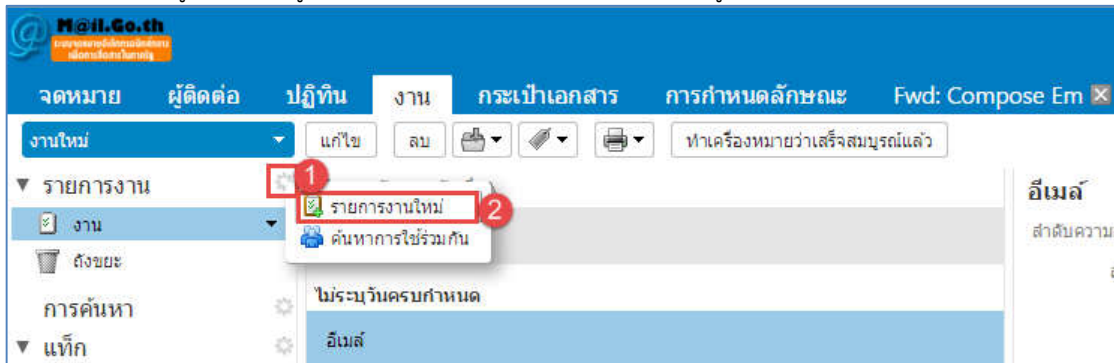 M@il.Go.th
จดหมาย ผู้ติดต่อ ปฏิทิน งาน กระเป๋าเอกสาร การกำหนดลักษณะ Fwd: Compose Em
งานใหม่ แก้ไข ลบ ทำเครื่องหมายว่าเสร็จสมบูรณ์แล้ว
รายการงาน 1
อีเมล์
รายการงานใหม่ 2
งาน
ค้นหาการใช้ร่วมกัน
ถังขยะ
ไม่ระบุวันครบกำหนด
การค้นหา
อีเมล์
แท็ก